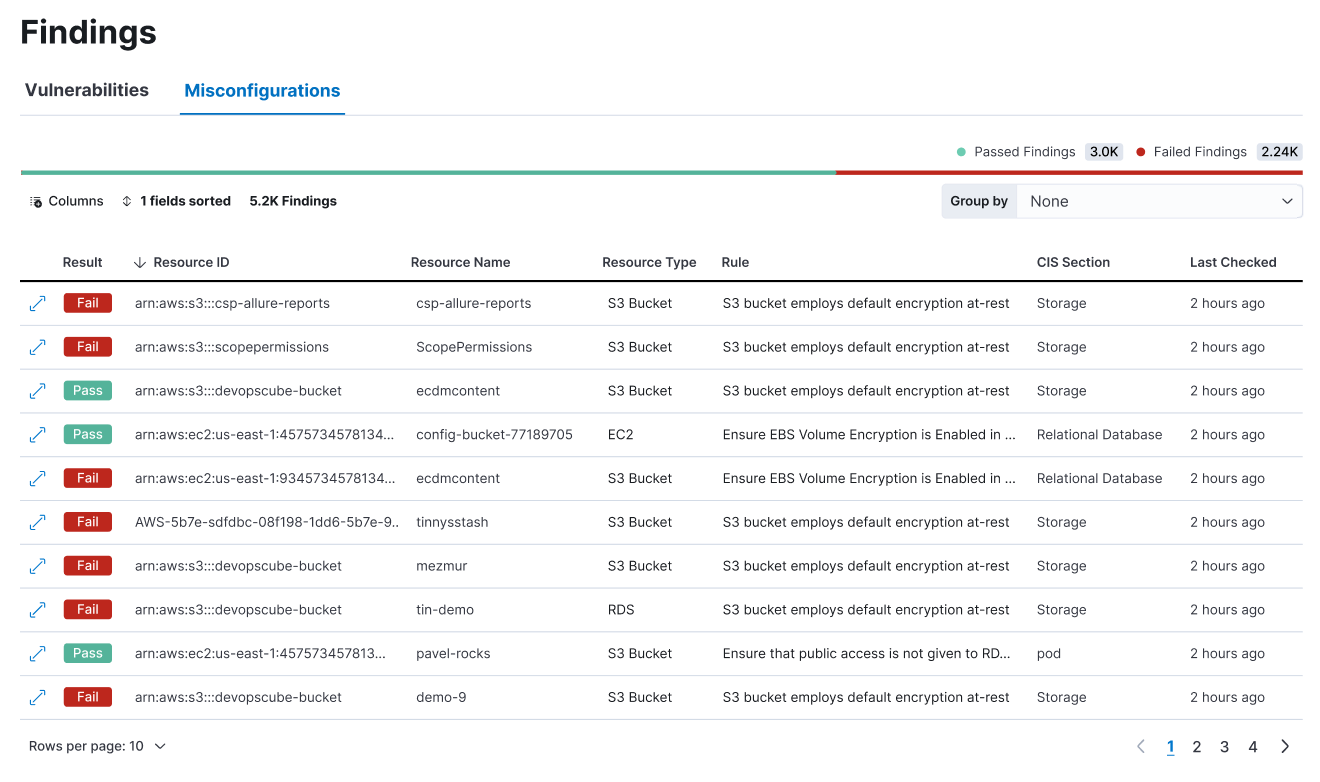 Findings
Vulnerabilities Misconfigurations
Passed Findings 3.0K Failed Findings 2.24K
Columns 1 fields sorted 5.2K Findings Group by None
Result Resource ID Resource Name Resource Type Rule CIS Section Last Checked
Fail arn:aws:s3:::csp-allure-reports csp-allure-reports S3 Bucket S3 bucket employs default encryption at-rest Storage 2 hours ago
Fail arn:aws:s3:::scopepermissions ScopePermissions S3 Bucket S3 bucket employs default encryption at-rest Storage 2 hours ago
Pass arn:aws:s3:::devopscube-bucket ecdmcontent S3 Bucket S3 bucket employs default encryption at-rest Storage 2 hours ago
Pass arn:aws:ec2:us-east-1:4575734578134... config-bucket-77189705 EC2 Ensure EBS Volume Encryption is Enabled in ... Relational Database 2 hours ago
Fail arn:aws:ec2:us-east-1:9345734578134... ecdmcontent S3 Bucket Ensure EBS Volume Encryption is Enabled in ... Relational Database 2 hours ago
Fail AWS-5b7e-sdfdbc-08f198-1dd6-5b7e-9.. tinnysstash S3 Bucket S3 bucket employs default encryption at-rest Storage 2 hours ago
Fail arn:aws:s3:::devopscube-bucket mezmur S3 Bucket S3 bucket employs default encryption at-rest Storage 2 hours ago
Fail arn:aws:s3:::devopscube-bucket tin-demo RDS S3 bucket employs default encryption at-rest Storage 2 hours ago
Pass arn:aws:ec2:us-east-1:457573457813... pavel-rocks S3 Bucket Ensure that public access is not given to RD... pod 2 hours ago
Fail arn:aws:s3:::devopscube-bucket demo-9 S3 Bucket S3 bucket employs default encryption at-rest Storage 2 hours ago
Rows per page: 10 1 2 3 4